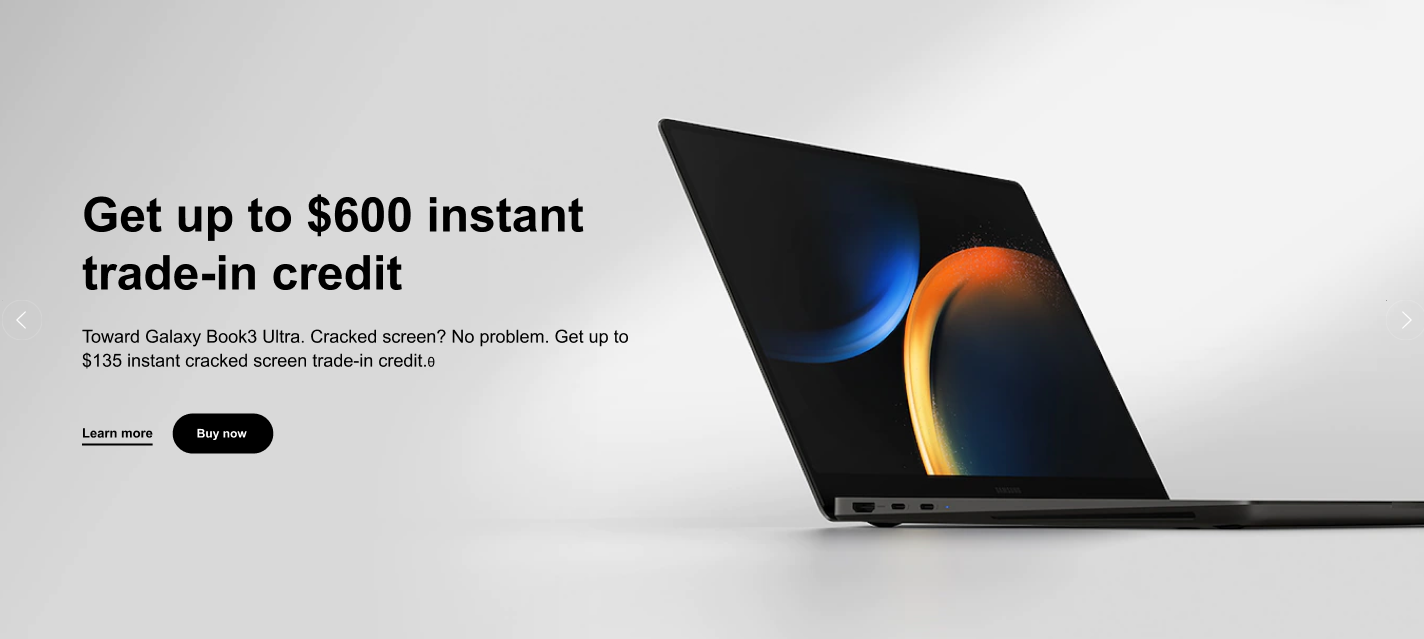 Get up to $600 instant
trade-in credit
Toward Galaxy Book3 Ultra. Cracked screen? No problem. Get up to
$135 instant cracked screen trade-in credit.θ
Learn more
Buy now
SAMSUNG